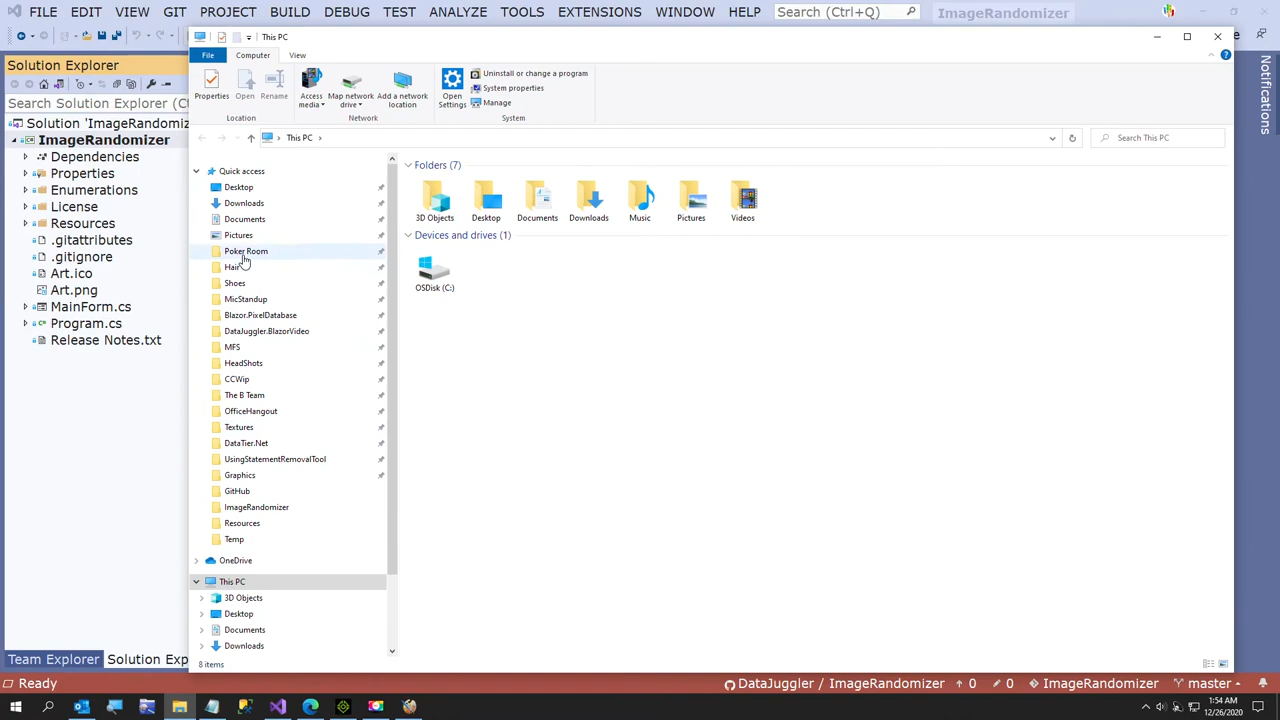 FILE EDIT VIEW GIT PROJECT BUILD DEBUG TEST ANALYZE TOOLS EXTENSIONS WINDOW HELP Search (Ctrl+Q) ImageRandomizer
This PC
File Computer View
Properties Open Rename Access media Map network drive Add a network location Open Settings
Uninstall or change a program
System properties
Manage
Location Network System
This PC
Search This PC
Solution Explorer
Search Solution Explorer (Ct
Solution 'ImageRandomiz
ImageRandomizer
Dependencies
Properties
Enumerations
License
Resources
.gitattributes
.gitignore
Art.ico
Art.png
MainForm.cs
Program.cs
Release Notes.txt
Team Explorer Solution Exp
Quick access
Desktop
Downloads
Documents
Pictures
Poker Room
Hair
Shoes
MicStandup
Blazor.PixelDatabase
DataJuggler.BlazorVideo
MFS
HeadShots
CCWip
The B Team
OfficeHangout
Textures
DataTier.Net
UsingStatementRemovalTool
Graphics
GitHub
ImageRandomizer
Resources
Temp
OneDrive
This PC
3D Objects
Desktop
Documents
Downloads
Folders (7)
3D Objects Desktop Documents Downloads Music Pictures Videos
Devices and drives (1)
OSDisk (C:)
8 items
Notifications
Ready DataJuggler / ImageRandomizer 0 0 ImageRandomizer master
1:54 AM
12/26/2020